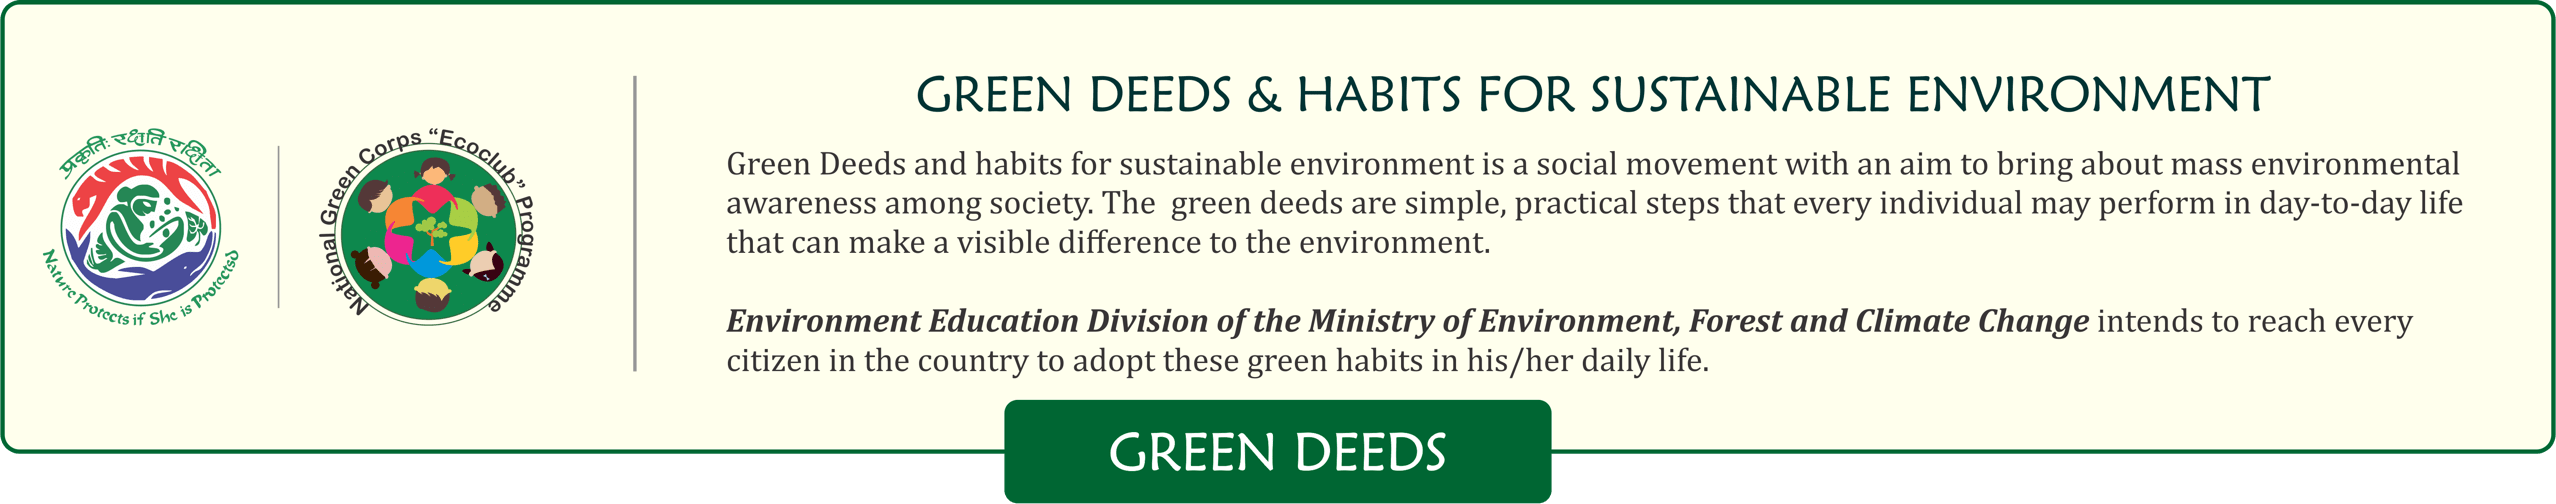 प्रकृतिः रक्षति रक्षिता
Nature Protects if She is Protected
National Green Corps “Ecoclub” Programme
GREEN DEEDS & HABITS FOR SUSTAINABLE ENVIRONMENT
Green Deeds and habits for sustainable environment is a social movement with an aim to bring about mass environmental
awareness among society. The  green deeds are simple, practical steps that every individual may perform in day-to-day life
that can make a visible difference to the environment.
Environment Education Division of the Ministry of Environment, Forest and Climate Change intends to reach every
citizen in the country to adopt these green habits in his/her daily life.
GREEN DEEDS